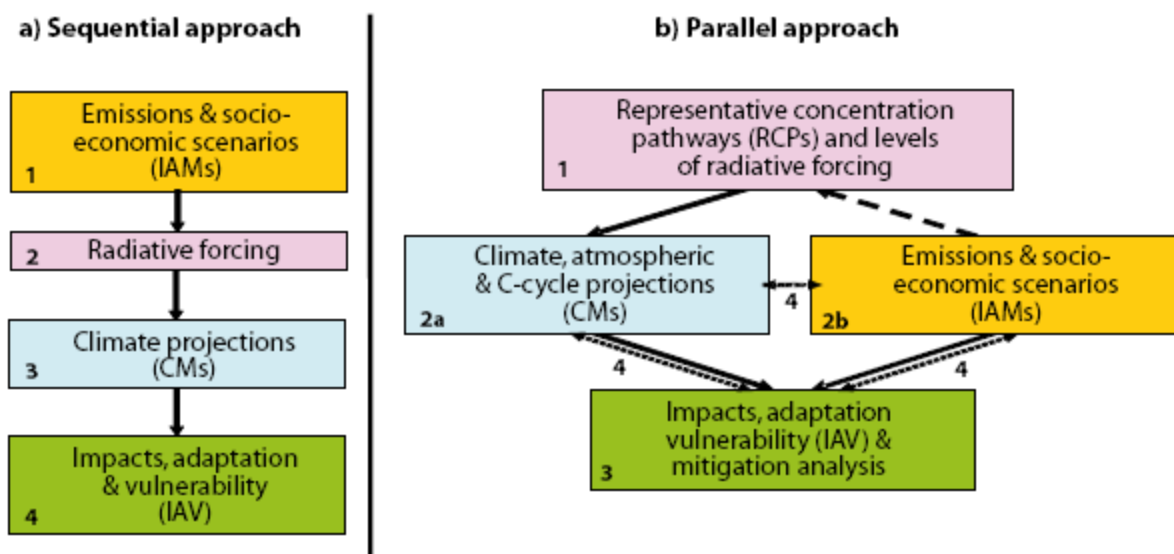 a) Sequential approach
Emissions & socio-
economic scenarios
(IAMs)
1
2
Radiative forcing
Climate projections
(CMs)
3
Impacts, adaptation
& vulnerability
(IAV)
4
b) Parallel approach
Representative concentration
pathways (RCPs) and levels
of radiative forcing
1
Climate, atmospheric
& C-cycle projections
(CMs)
2a
4
Emissions & socio-
economic scenarios
(IAMs)
2b
4
4
Impacts, adaptation
vulnerability (IAV) &
mitigation analysis
3